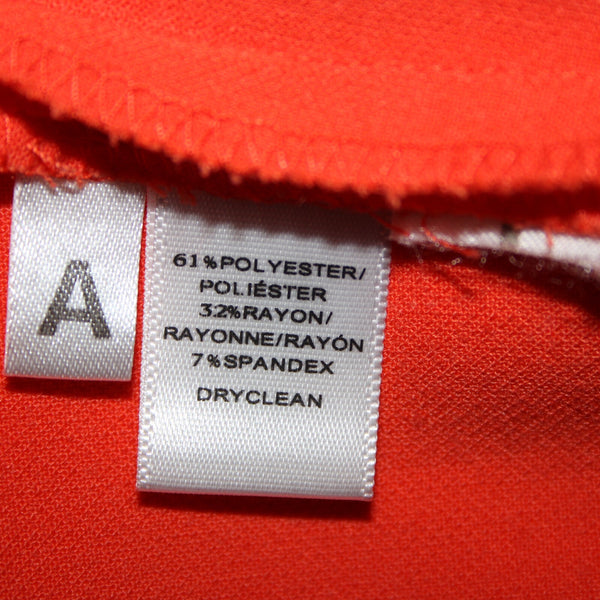 A
61%POLYESTER/
POLIÉSTER
32%RAYON/
RAYONNE/RAYÓN
7%SPANDEX
DRYCLEAN